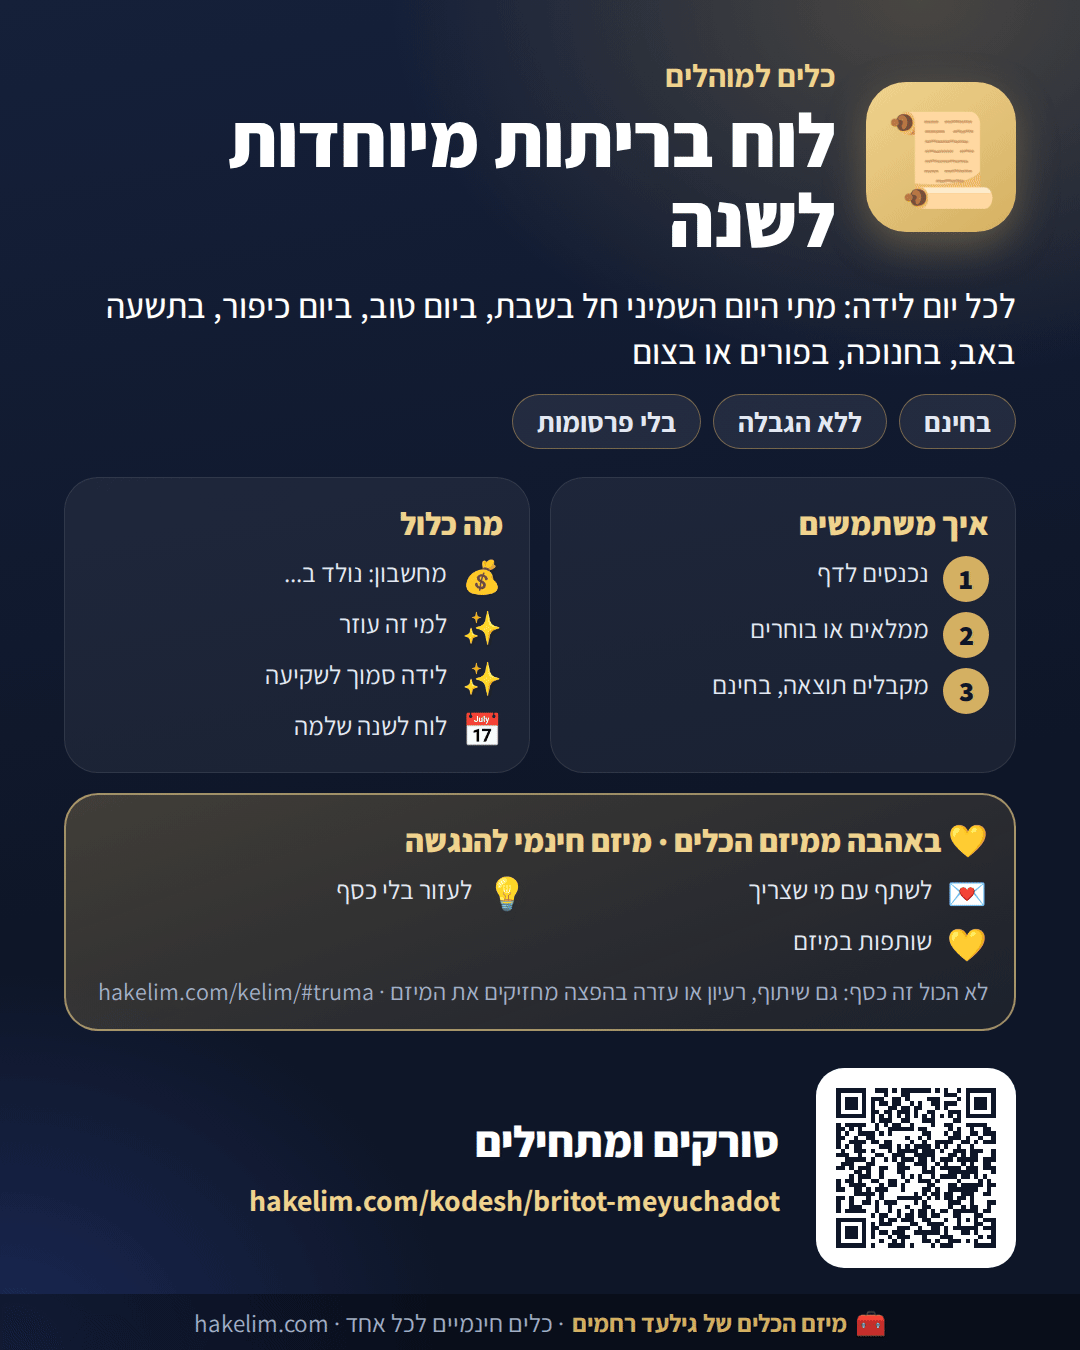 כלים למוהלים
לוח בריתות מיוחדות
לשנה
לכל יום לידה: מתי היום השמיני חל בשבת, ביום טוב, ביום כיפור, בתשעה
באב, בחנוכה, בפורים או בצום
בחינם
ללא הגבלה
בלי פרסומות
איך משתמשים
1 נכנסים לדף
2 ממלאים או בוחרים
3 מקבלים תוצאה, בחינם
מה כלול
מחשבון: נולד ב...
למי זה עוזר
לידה סמוך לשקיעה
July 17 לוח לשנה שלמה
באהבה ממיזם הכלים · מיזם חינמי להנגשה
לשתף עם מי שצריך
לעזור בלי כסף
שותפות במיזם
לא הכול זה כסף: גם שיתוף, רעיון או עזרה בהפצה מחזיקים את המיזם · hakelim.com/kelim/#truma
סורקים ומתחילים
hakelim.com/kodesh/britot-meyuchadot
מיזם הכלים של גילעד רחמים · כלים חינמיים לכל אחד · hakelim.com